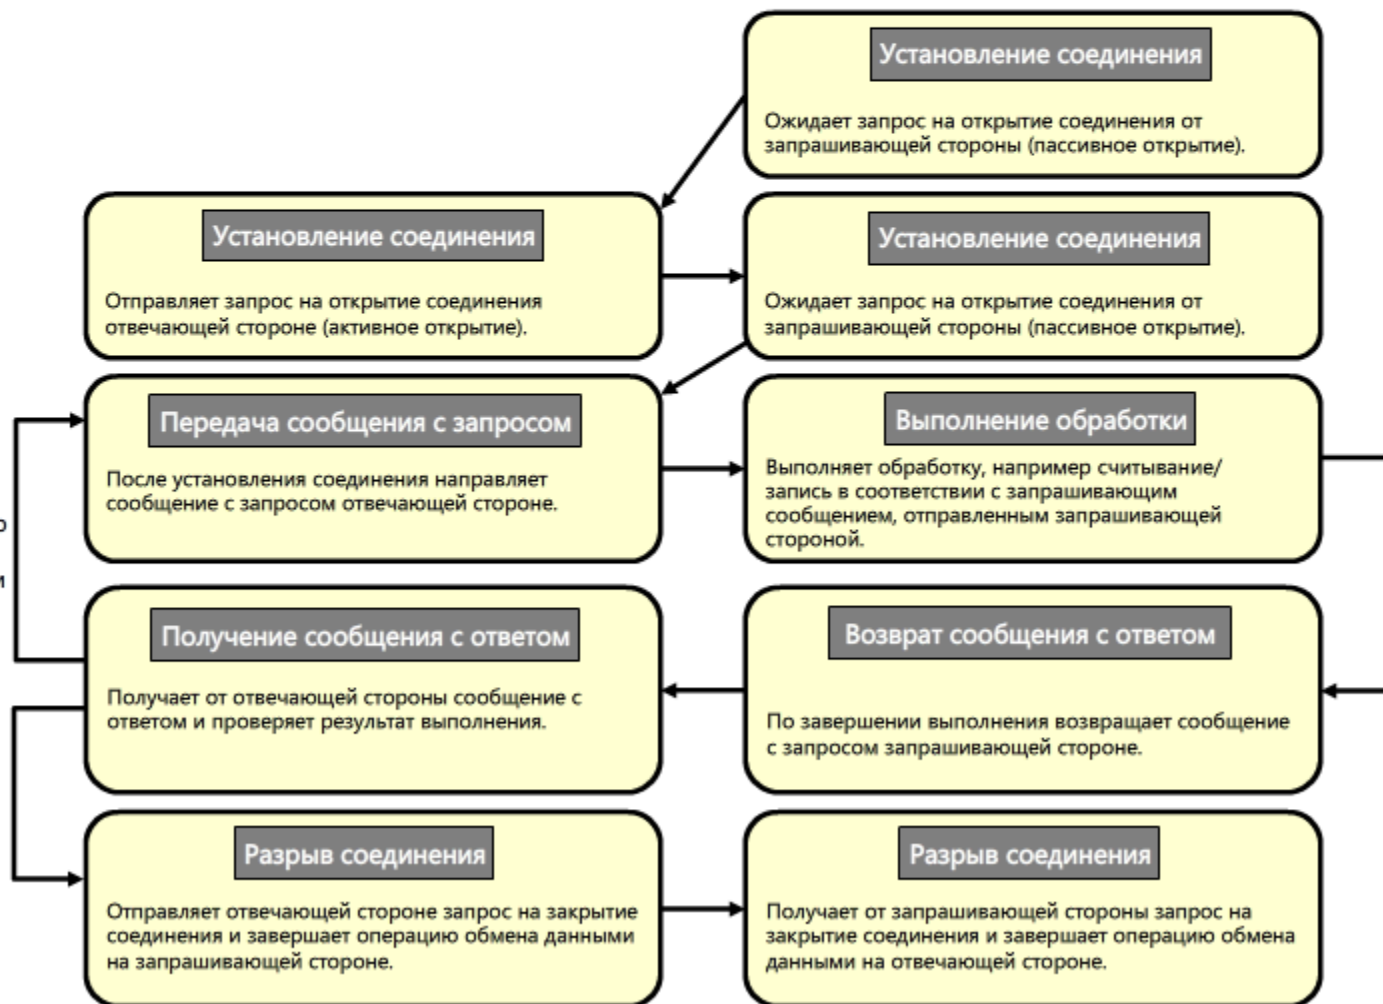 Установление соединения
Ожидает запрос на открытие соединения от
запрашивающей стороны (пассивное открытие).
Установление соединения
Отправляет запрос на открытие соединения
отвечающей стороне (активное открытие).
Установление соединения
Ожидает запрос на открытие соединения от
запрашивающей стороны (пассивное открытие).
Передача сообщения с запросом
После установления соединения направляет
сообщение с запросом отвечающей стороне.
Выполнение обработки
Выполняет обработку, например считывание/
запись в соответствии с запрашивающим
сообщением, отправленным запрашивающей
стороной.
Получение сообщения с ответом
Получает от отвечающей стороны сообщение с
ответом и проверяет результат выполнения.
Возврат сообщения с ответом
По завершении выполнения возвращает сообщение
с запросом запрашивающей стороне.
Разрыв соединения
Отправляет отвечающей стороне запрос на закрытие
соединения и завершает операцию обмена данными
на запрашивающей стороне.
Разрыв соединения
Получает от запрашивающей стороны запрос на
закрытие соединения и завершает операцию обмена
данными на отвечающей стороне.